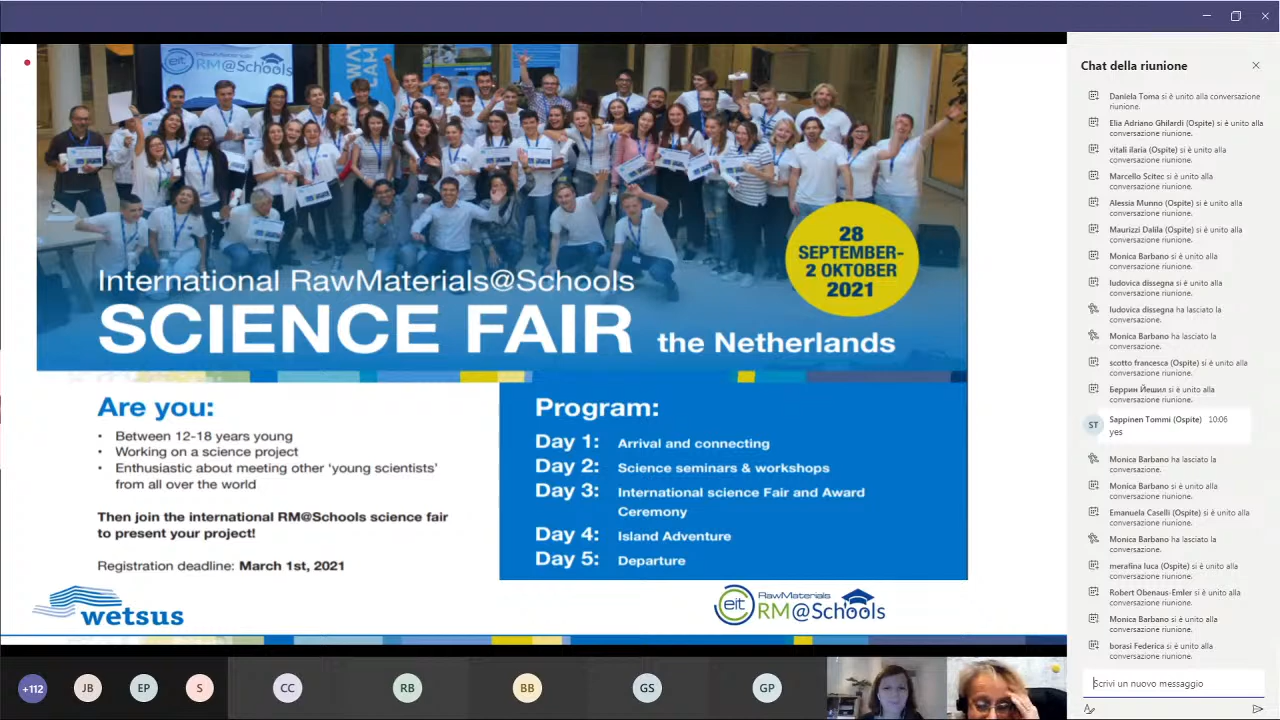 eit RawMaterials
RM@Schools
International RawMaterials@Schools
SCIENCE FAIR the Netherlands
28
SEPTEMBER-
2 OKTOBER
2021
Are you:
• Between 12-18 years young
• Working on a science project
• Enthusiastic about meeting other ‘young scientists’
from all over the world
Then join the international RM@Schools science fair
to present your project!
Registration deadline: March 1st, 2021
Program:
Day 1: Arrival and connecting
Day 2: Science seminars & workshops
Day 3: International science Fair and Award
Ceremony
Day 4: Island Adventure
Day 5: Departure
wetsus
eit RawMaterials
RM@Schools
+112
JB
EP
S
CC
RB
BB
GS
GP
Chat della riunione
Daniela Toma si è unito alla conversazione
riunione.
Elia Adriano Ghilardi (Ospite) si è unito alla
conversazione riunione.
vitali ilaria (Ospite) si è unito alla
conversazione riunione.
Marcello Scitec si è unito alla
conversazione riunione.
Alessia Munno (Ospite) si è unito alla
conversazione riunione.
Maurizzi Dalila (Ospite) si è unito alla
conversazione riunione.
Monica Barbano si è unito alla
conversazione riunione.
ludovica dissegna si è unito alla
conversazione riunione.
ludovica dissegna ha lasciato la
conversazione.
Monica Barbano ha lasciato la
conversazione.
scotto francesca (Ospite) si è unito alla
conversazione riunione.
Беррин Йешил si è unito alla
conversazione riunione.
ST
Sappinen Tommi (Ospite) 10:06
yes
Monica Barbano ha lasciato la
conversazione.
Monica Barbano si è unito alla
conversazione riunione.
Emanuela Caselli (Ospite) si è unito alla
conversazione riunione.
Monica Barbano ha lasciato la
conversazione.
merafina luca (Ospite) si è unito alla
conversazione riunione.
Robert Obenaus-Emler si è unito alla
conversazione riunione.
Monica Barbano si è unito alla
conversazione riunione.
borasi Federica si è unito alla
conversazione riunione.
Scrivi un nuovo messaggio